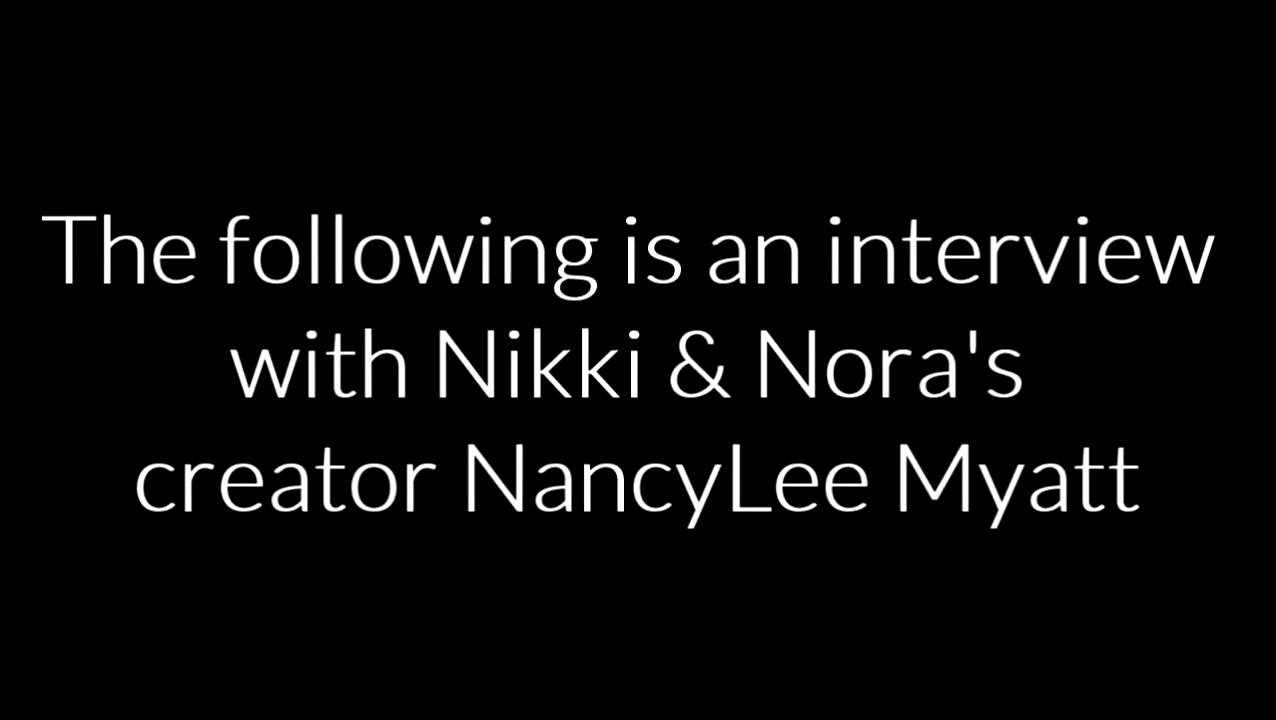 The following is an interview
with Nikki & Nora's
creator NancyLee Myatt